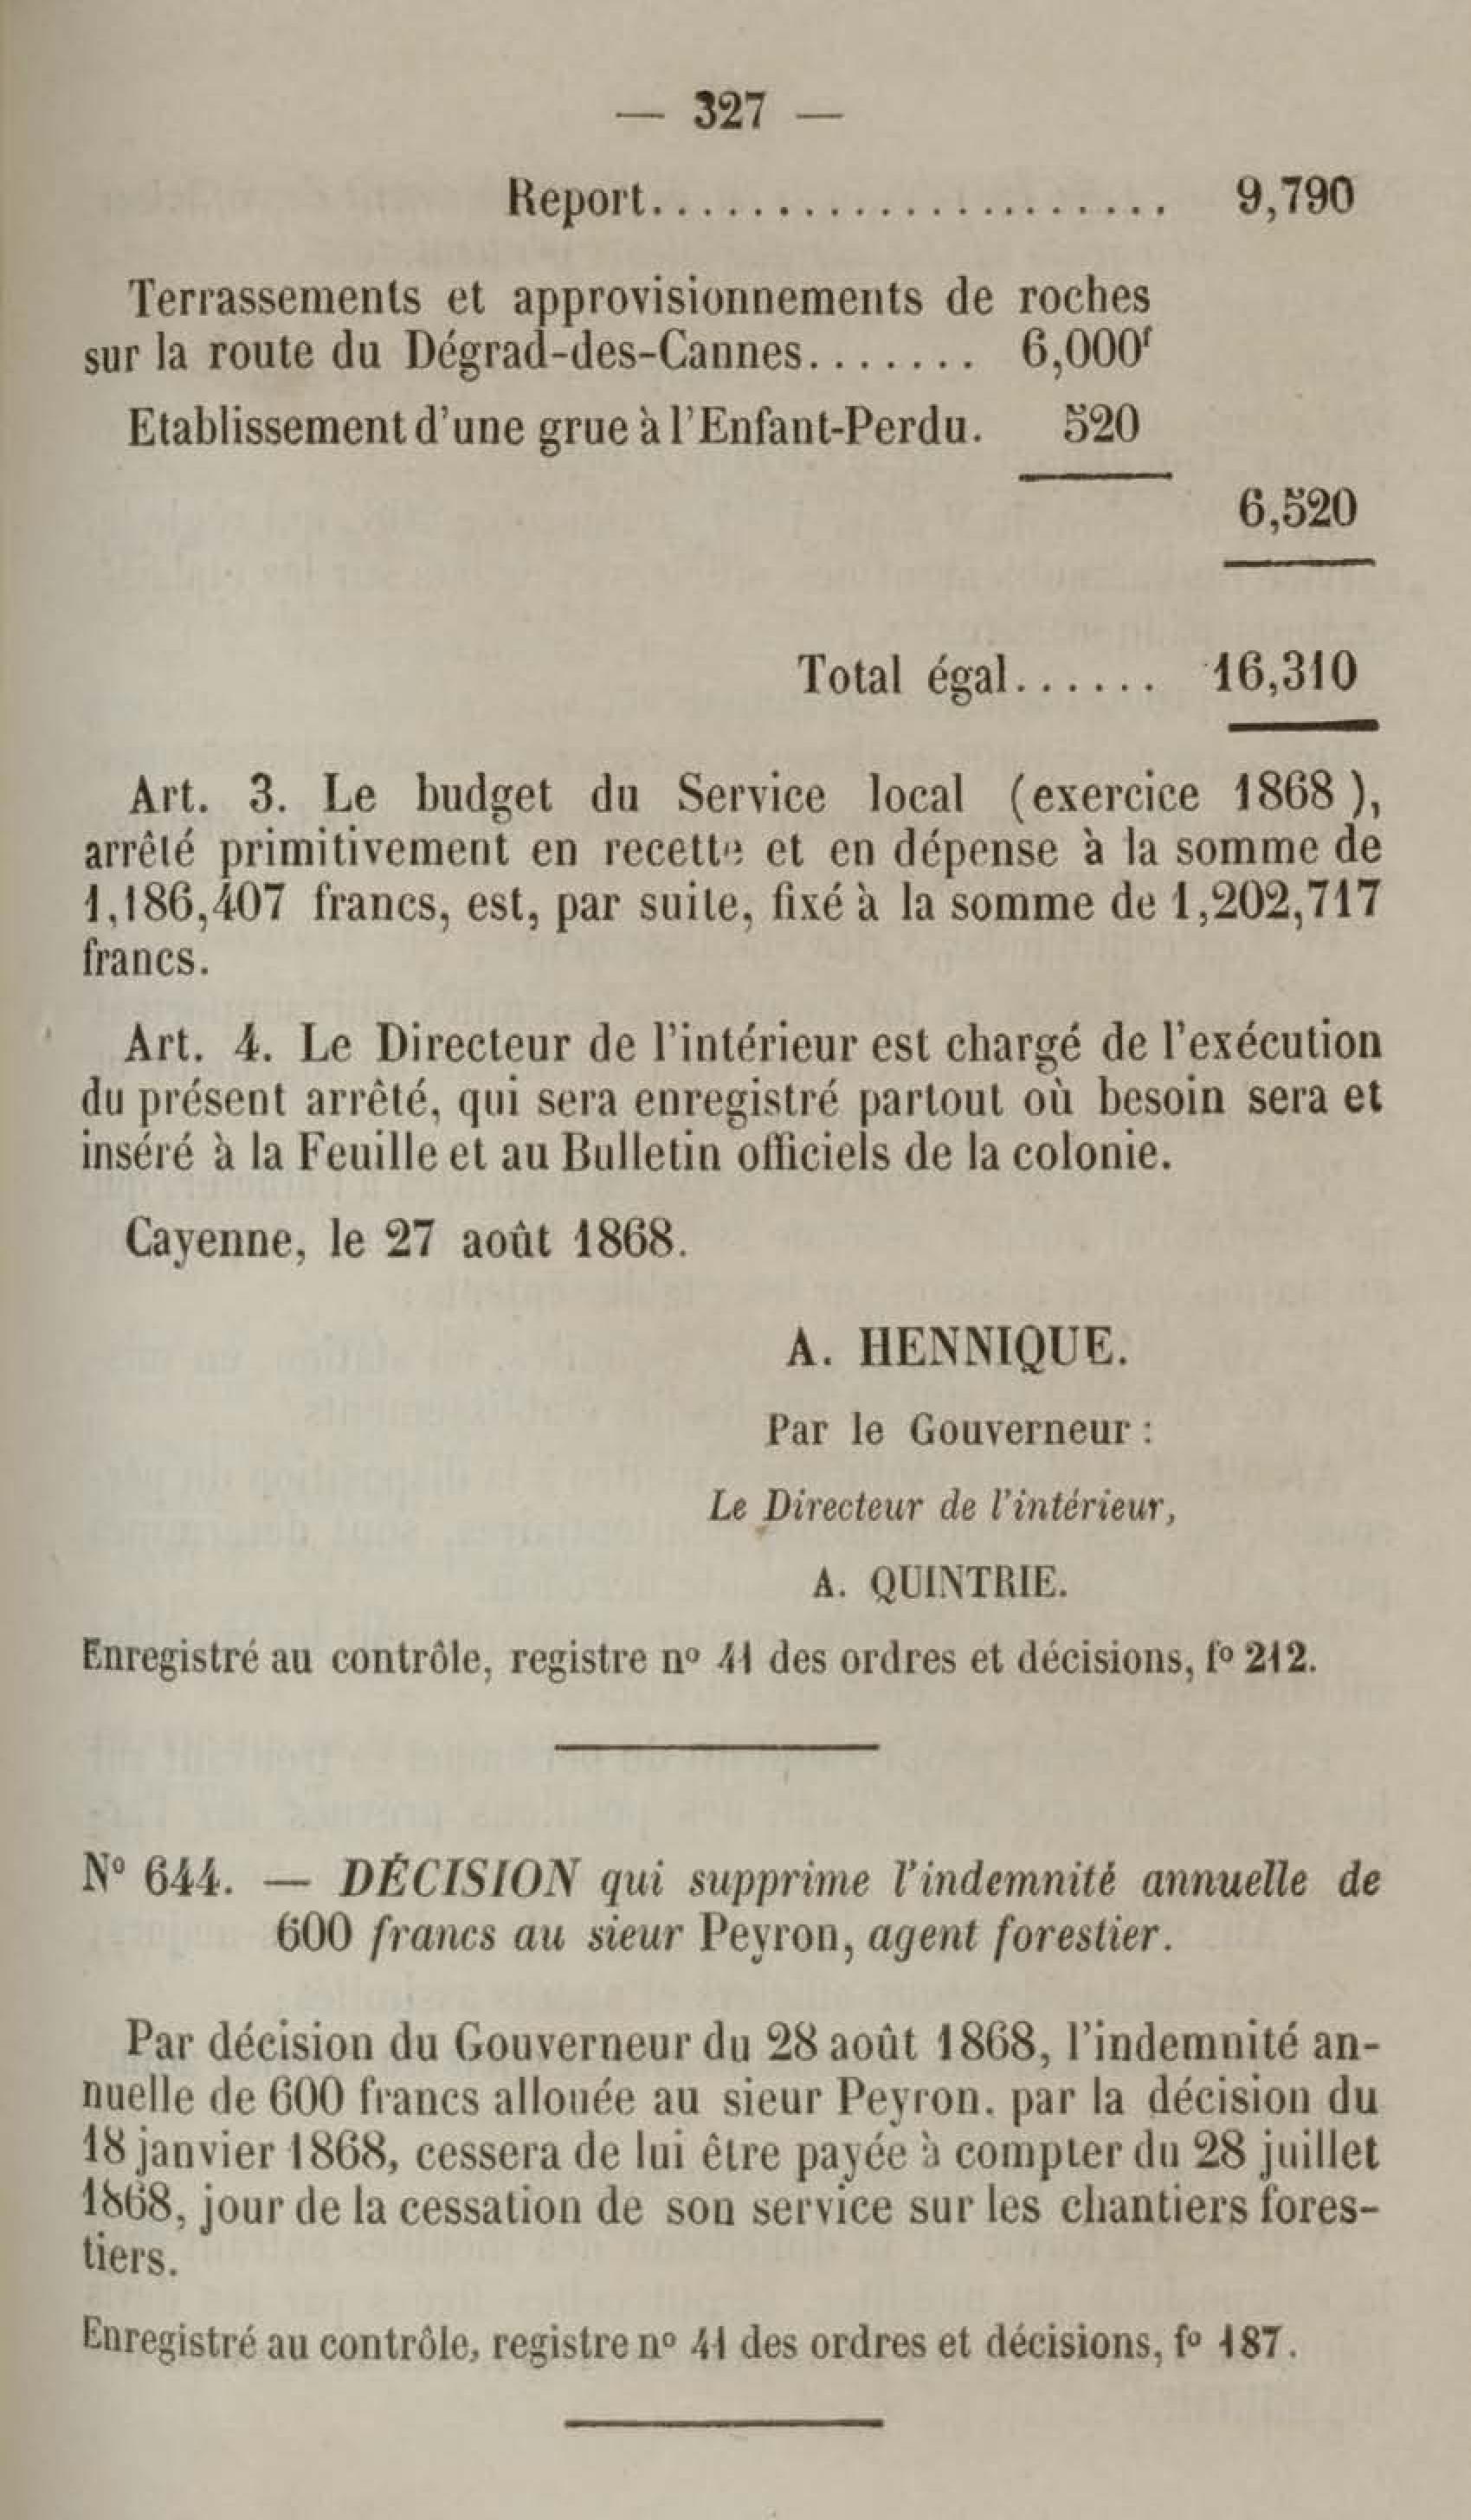 — 327 —
Report...................... 9,790
Terrassements et approvisionnements de roches
sur la route du Dégrad-des-Cannes....... 6,000f
Etablissement d'une grue à l'Enfant-Perdu. 520
6,520
Total égal...... 16,310
Art. 3. Le budget du Service local (exercice 1868),
arrêté primitivement en recette et en dépense à la somme de
1,186,407 francs, est, par suite, fixé à la somme de 1,202,717
francs.
Art. 4. Le Directeur de l'intérieur est chargé de l'exécution
du présent arrêté, qui sera enregistré partout où besoin sera et
inséré à la Feuille et au Bulletin officiels de la colonie.
Cayenne, le 27 août 1868.
A. HENNIQUE.
Par le Gouverneur :
Le Directeur de l'intérieur,
A. QUINTRIE.
Enregistré au contrôle, registre nº 41 des ordres et décisions, fº 212.
Nº 644. — DÉCISION qui supprime l'indemnité annuelle de
600 francs au sieur Peyron, agent forestier.
Par décision du Gouverneur du 28 août 1868, l'indemnité an-
nuelle de 600 francs allouée au sieur Peyron. par la décision du
18 janvier 1868, cessera de lui être payée à compter du 28 juillet
1868, jour de la cessation de son service sur les chantiers fores-
tiers.
Enregistré au contrôle, registre nº 41 des ordres et décisions, fº 187.